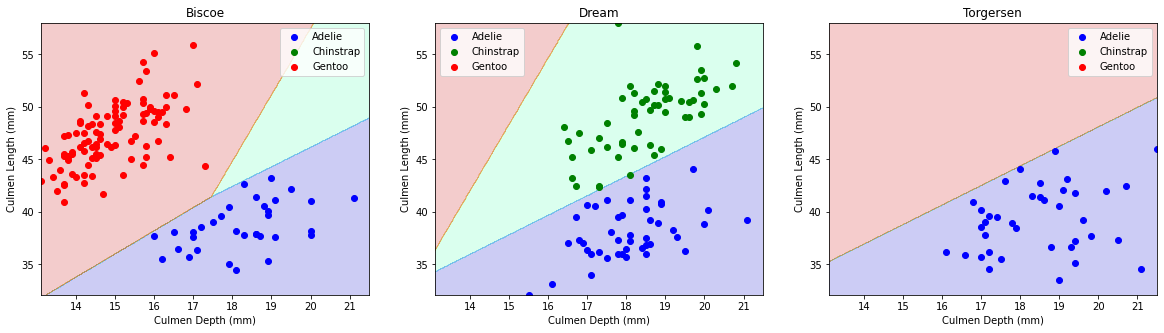 Biscoe
Culmen Length (mm)
55
50
45
40
35
14 15 16 17 18 19 20 21
Culmen Depth (mm)
Adelie
Chinstrap
Gentoo
Dream
Culmen Length (mm)
55
50
45
40
35
14 15 16 17 18 19 20 21
Culmen Depth (mm)
Adelie
Chinstrap
Gentoo
Torgersen
Culmen Length (mm)
55
50
45
40
35
14 15 16 17 18 19 20 21
Culmen Depth (mm)
Adelie
Chinstrap
Gentoo